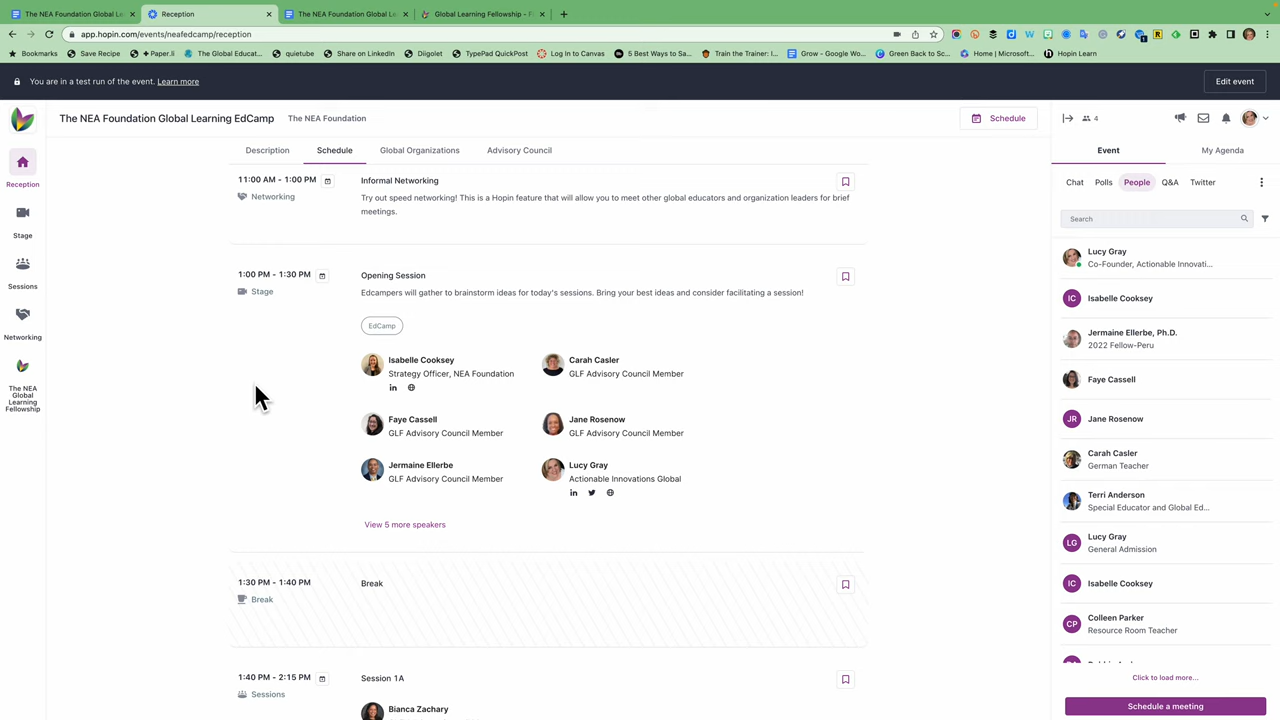 The NEA Foundation Global Le
Reception
The NEA Foundation Global Le
Global Learning Fellowship - F
app.hopin.com/events/neafedcamp/reception
Bookmarks
Save Recipe
+ Paper.li
The Global Educat...
quietube
Share on LinkedIn
Diigolet
TypePad QuickPost
Log In to Canvas
5 Best Ways to Sa...
Train the Trainer: I...
Grow - Google Wo...
Green Back to Sc...
Home | Microsoft...
Hopin Learn
You are in a test run of the event. Learn more
Edit event
The NEA Foundation Global Learning EdCamp
The NEA Foundation
Schedule
4
Reception
Stage
Sessions
Networking
The NEA
Global
Learning
Fellowship
Description
Schedule
Global Organizations
Advisory Council
11:00 AM - 1:00 PM
Networking
Informal Networking
Try out speed networking! This is a Hopin feature that will allow you to meet other global educators and organization leaders for brief
meetings.
1:00 PM - 1:30 PM
Stage
Opening Session
Edcampers will gather to brainstorm ideas for today's sessions. Bring your best ideas and consider facilitating a session!
EdCamp
Isabelle Cooksey
Strategy Officer, NEA Foundation
Carah Casler
GLF Advisory Council Member
Faye Cassell
GLF Advisory Council Member
Jane Rosenow
GLF Advisory Council Member
Jermaine Ellerbe
GLF Advisory Council Member
Lucy Gray
Actionable Innovations Global
View 5 more speakers
1:30 PM - 1:40 PM
Break
Break
1:40 PM - 2:15 PM
Sessions
Session 1A
Bianca Zachary
Event
My Agenda
Chat
Polls
People
Q&A
Twitter
Search
Lucy Gray
Co-Founder, Actionable Innovati...
IC
Isabelle Cooksey
Jermaine Ellerbe, Ph.D.
2022 Fellow-Peru
Faye Cassell
JR
Jane Rosenow
Carah Casler
German Teacher
Terri Anderson
Special Educator and Global Ed...
LG
Lucy Gray
General Admission
IC
Isabelle Cooksey
CP
Colleen Parker
Resource Room Teacher
Click to load more...
Schedule a meeting